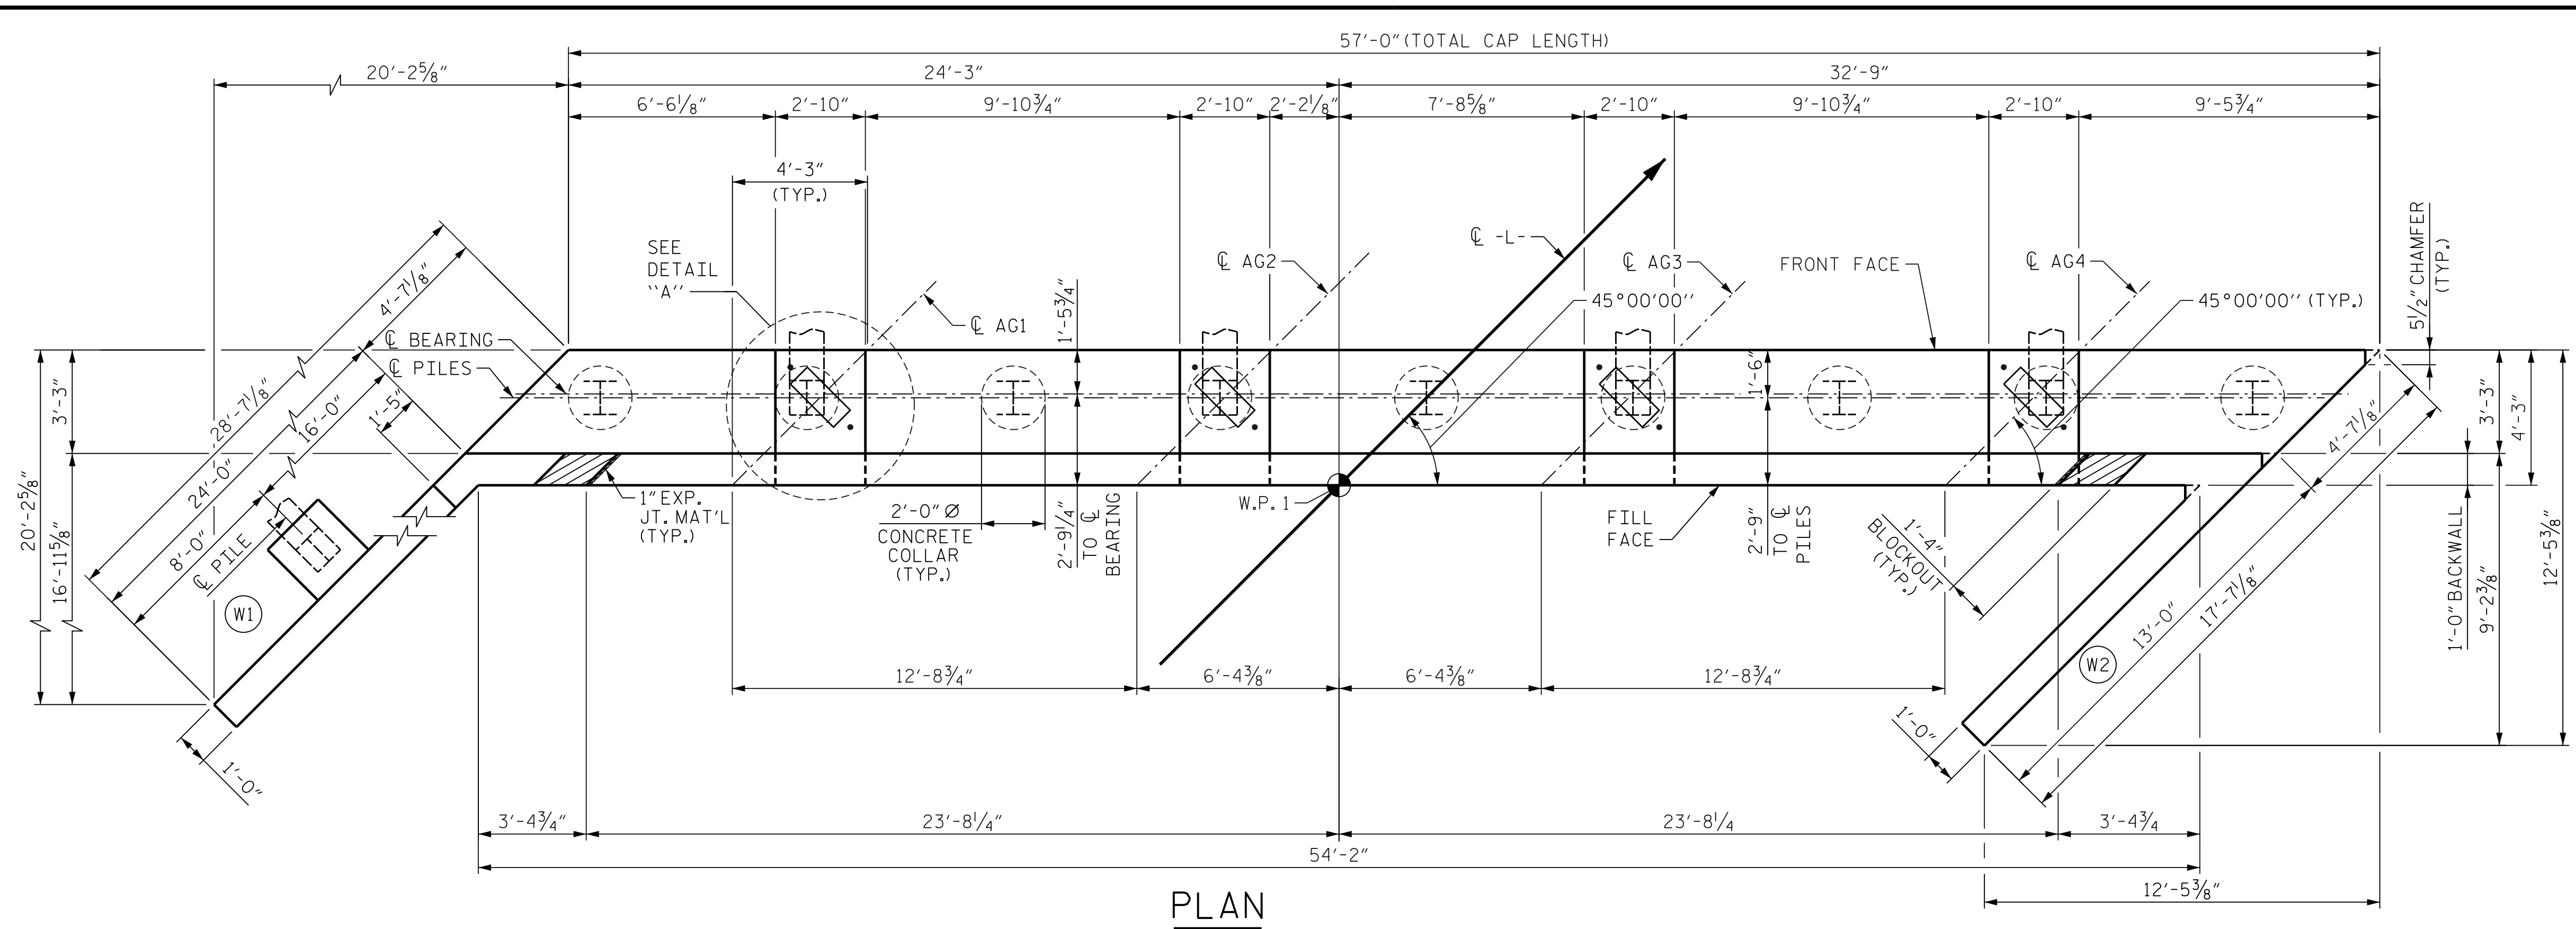 57'-0" (TOTAL CAP LENGTH)
20'-2⅝"
24'-3"
32'-9"
6'-6⅛"
2'-10"
9'-10¾"
2'-10"
2'-2⅛"
7'-8⅝"
2'-10"
9'-10¾"
2'-10"
9'-5¾"
4'-3"
(TYP.)
SEE
DETAIL
"A"
℄ AG1
1'-5¾"
℄ AG2
℄ -L-
℄ AG3
45°00'00''
FRONT FACE
℄ AG4
45°00'00'' (TYP.)
5½" CHAMFER
(TYP.)
℄ BEARING
℄ PILES
4'-7⅛"
28'-7⅛"
24'-0"
16'-0"
1'-5"
8'-0"
℄ PILE
20'-2⅝"
3'-3"
16'-11⅝"
W1
1'-0"
1" EXP.
JT. MAT'L
(TYP.)
2'-0" Ø
CONCRETE
COLLAR
(TYP.)
2'-9¼"
TO ℄
BEARING
W.P. 1
1'-6"
FILL
FACE
2'-9"
TO ℄
PILES
1'-4"
BLOCKOUT
(TYP.)
4'-7⅛"
3'-3"
4'-3"
13'-0"
17'-7⅛"
1'-0" BACKWALL
9'-2⅜"
12'-5⅜"
W2
1'-0"
12'-8¾"
6'-4⅜"
6'-4⅜"
12'-8¾"
3'-4¾"
23'-8¼"
23'-8¼
3'-4¾
54'-2"
12'-5⅜"
PLAN